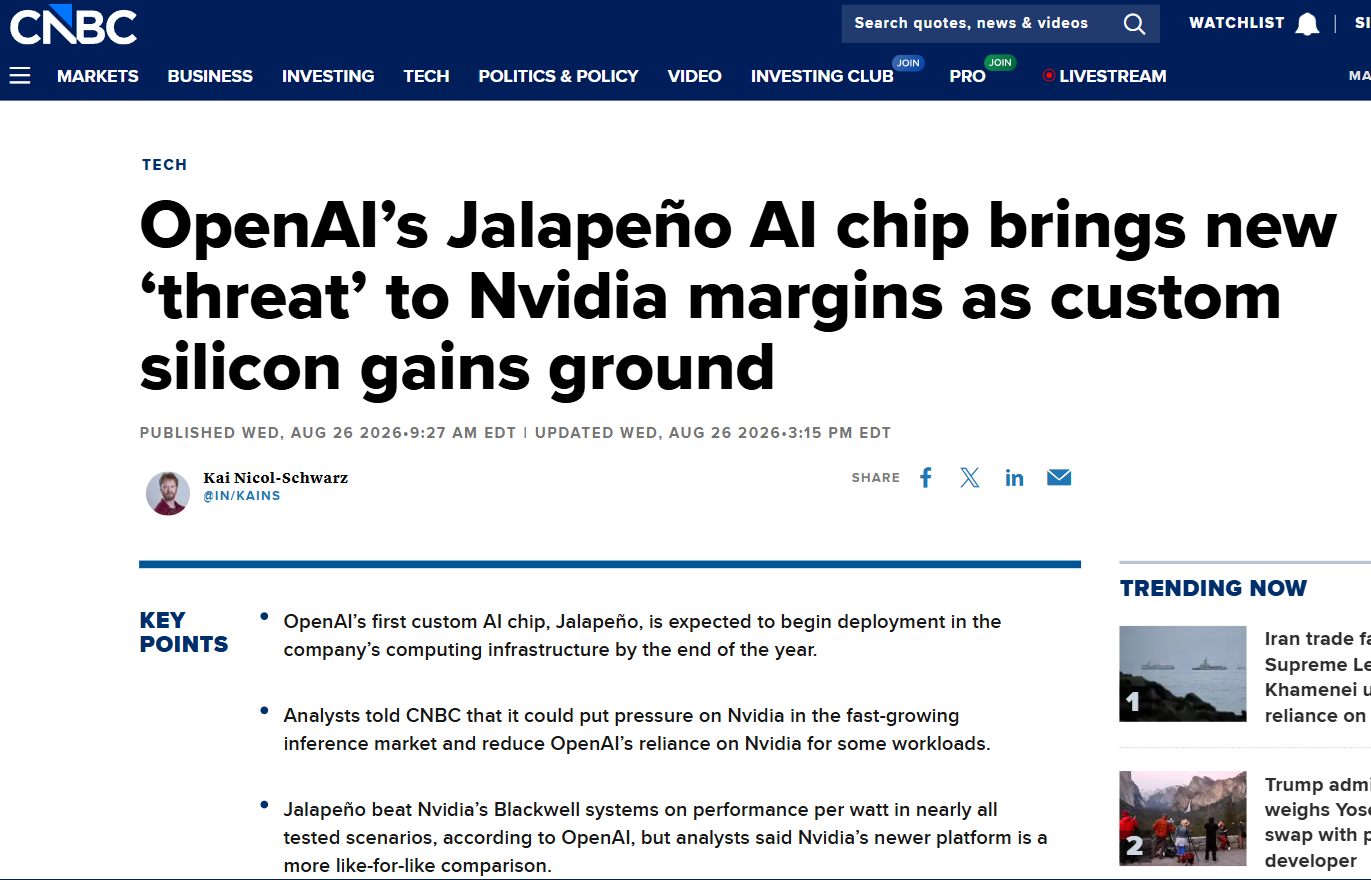 CNBC
Search quotes, news & videos
WATCHLIST
MARKETS BUSINESS INVESTING TECH POLITICS & POLICY VIDEO INVESTING CLUB JOIN PRO JOIN LIVESTREAM
TECH
OpenAI’s Jalapeño AI chip brings new
‘threat’ to Nvidia margins as custom
silicon gains ground
PUBLISHED WED, AUG 26 2026•9:27 AM EDT | UPDATED WED, AUG 26 2026•3:15 PM EDT
Kai Nicol-Schwarz
@IN/KAINS
SHARE
KEY
POINTS
• OpenAI’s first custom AI chip, Jalapeño, is expected to begin deployment in the
company’s computing infrastructure by the end of the year.
• Analysts told CNBC that it could put pressure on Nvidia in the fast-growing
inference market and reduce OpenAI’s reliance on Nvidia for some workloads.
• Jalapeño beat Nvidia’s Blackwell systems on performance per watt in nearly all
tested scenarios, according to OpenAI, but analysts said Nvidia’s newer platform is a
more like-for-like comparison.
TRENDING NOW
1
Iran trade
Supreme
Khamenei
reliance on
2
Trump
weighs
swap with
developer